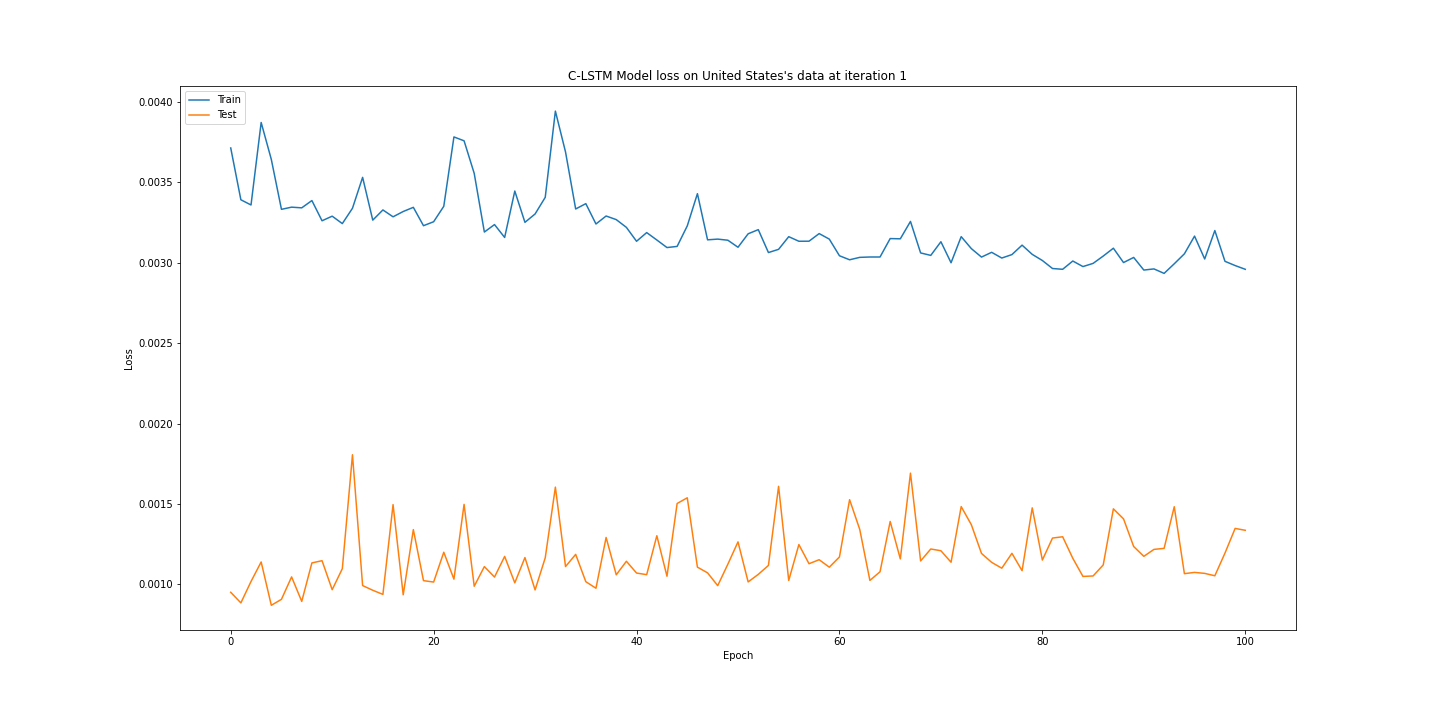 C-LSTM Model loss on United States's data at iteration 1
Train
Test
0.0040
0.0035
0.0030
0.0025
0.0020
0.0015
0.0010
Loss
0 20 40 60 80 100
Epoch